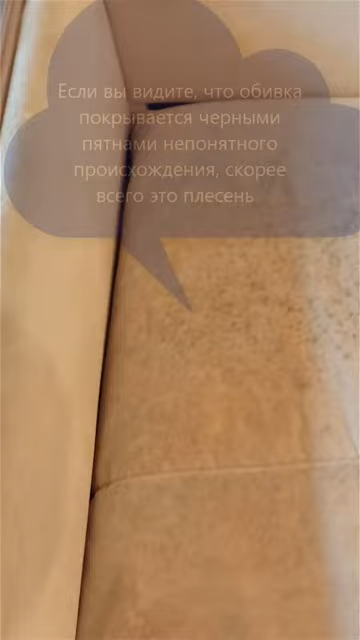 Если вы видите, что обивка
покрывается черными
пятнами непонятного
происхождения, скорее
всего это плесень